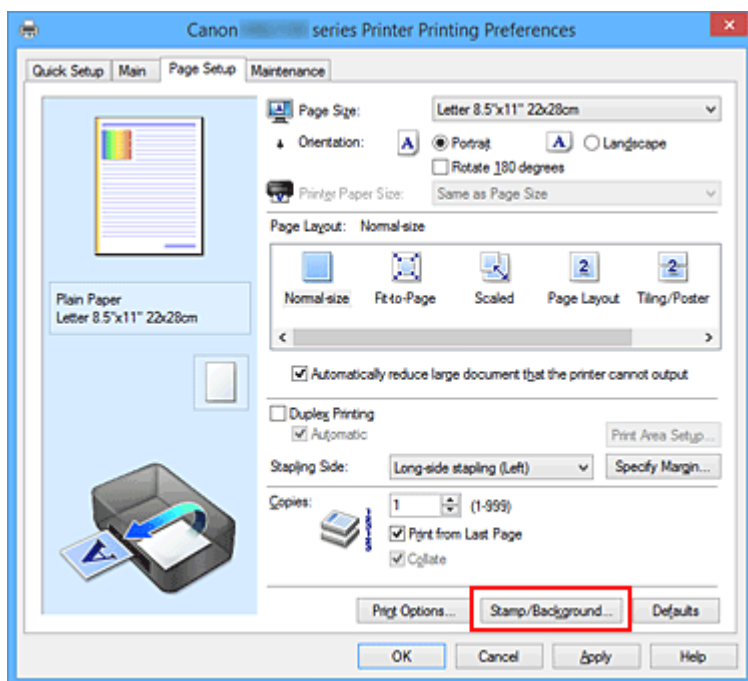 Canon series Printer Printing Preferences
Quick Setup Main Page Setup Maintenance
Page Size: Letter 8.5"x11" 22x28cm
Orientation: A Portrait A Landscape
Rotate 180 degrees
Printer Paper Size: Same as Page Size
Page Layout: Normal-size
2 2
Normal-size Fit-to-Page Scaled Page Layout Tiling/Poster
Plain Paper
Letter 8.5"x11" 22x28cm
Automatically reduce large document that the printer cannot output
Duplex Printing
Automatic
Print Area Setup...
Stapling Side: Long-side stapling (Left) Specify Margin...
Copies: 1 (1-999)
Print from Last Page
Collate
A
Print Options... Stamp/Background... Defaults
OK Cancel Apply Help